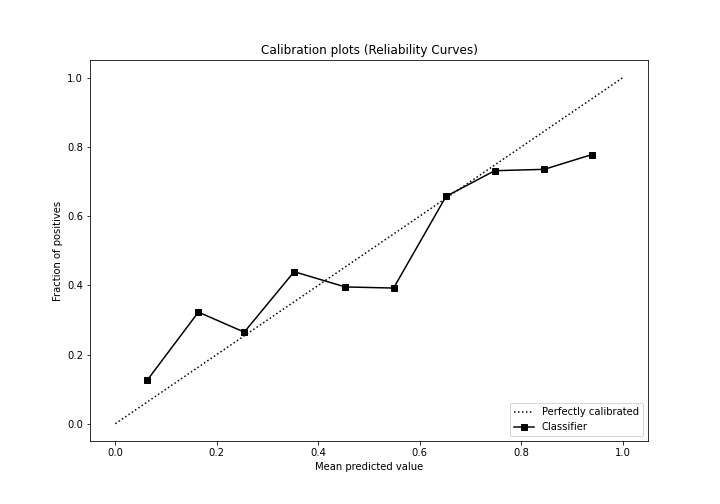 Calibration plots (Reliability Curves)
1.0
0.8
0.6
0.4
0.2
0.0
Fraction of positives
0.0 0.2 0.4 0.6 0.8 1.0
Mean predicted value
Perfectly calibrated
Classifier